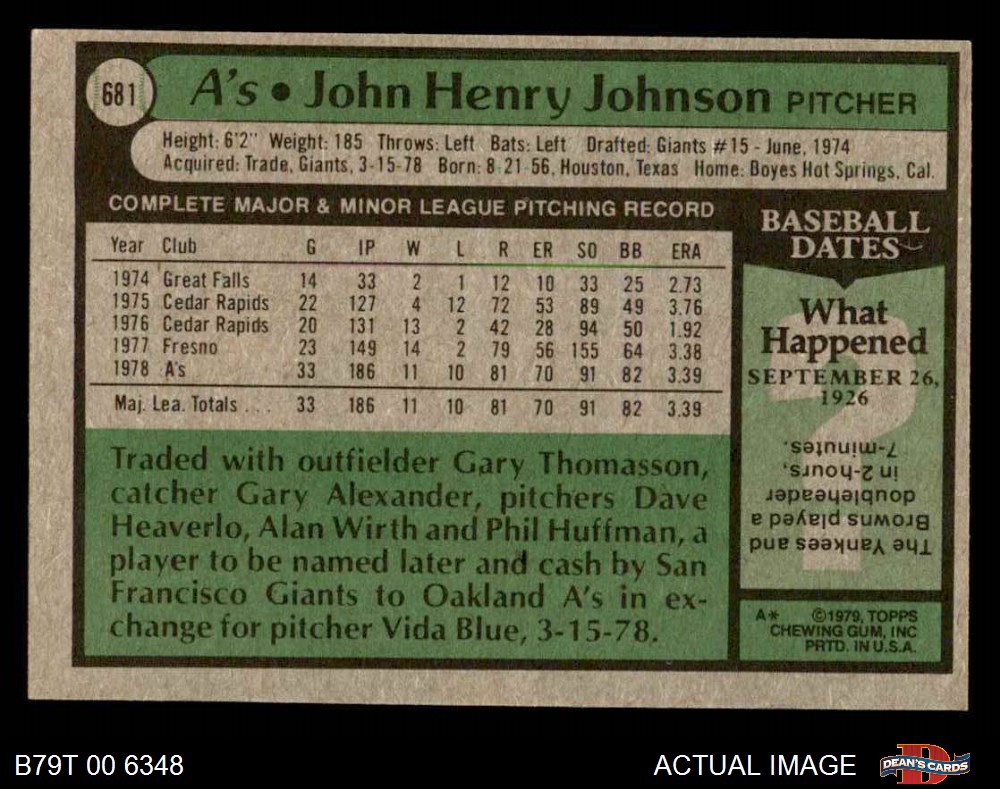 681
A's • John Henry Johnson PITCHER
Height: 6'2" Weight: 185 Throws: Left Bats: Left Drafted: Giants #15 - June, 1974
Acquired: Trade, Giants, 3-15-78 Born: 8-21-56, Houston, Texas Home: Boyes Hot Springs, Cal.
COMPLETE MAJOR & MINOR LEAGUE PITCHING RECORD
Year Club G IP W L R ER SO BB ERA
1974 Great Falls 14 33 2 1 12 10 33 25 2.73
1975 Cedar Rapids 22 127 4 12 72 53 89 49 3.76
1976 Cedar Rapids 20 131 13 2 42 28 94 50 1.92
1977 Fresno 23 149 14 2 79 56 155 64 3.38
1978 A's 33 186 11 10 81 70 91 82 3.39
Maj. Lea. Totals ... 33 186 11 10 81 70 91 82 3.39
Traded with outfielder Gary Thomasson,
catcher Gary Alexander, pitchers Dave
Heaverlo, Alan Wirth and Phil Huffman, a
player to be named later and cash by San
Francisco Giants to Oakland A's in ex-
change for pitcher Vida Blue, 3-15-78.
BASEBALL
DATES
What
Happened
SEPTEMBER 26,
1926
?
The Yankees and
Browns played a
doubleheader
in 2-hours,
7-minutes.
A* ©1979, TOPPS
CHEWING GUM, INC
PRTD. IN U.S.A.
B79T 00 6348
ACTUAL IMAGE
D
DEAN'S CARDS